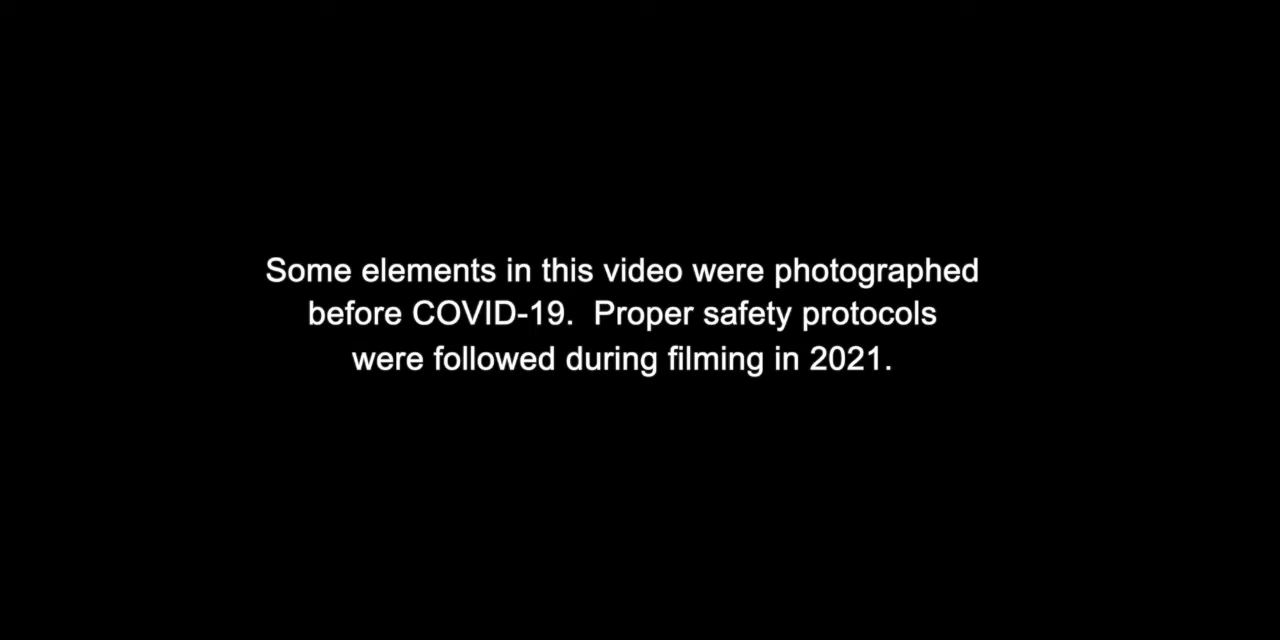 Some elements in this video were photographed
before COVID-19.  Proper safety protocols
were followed during filming in 2021.